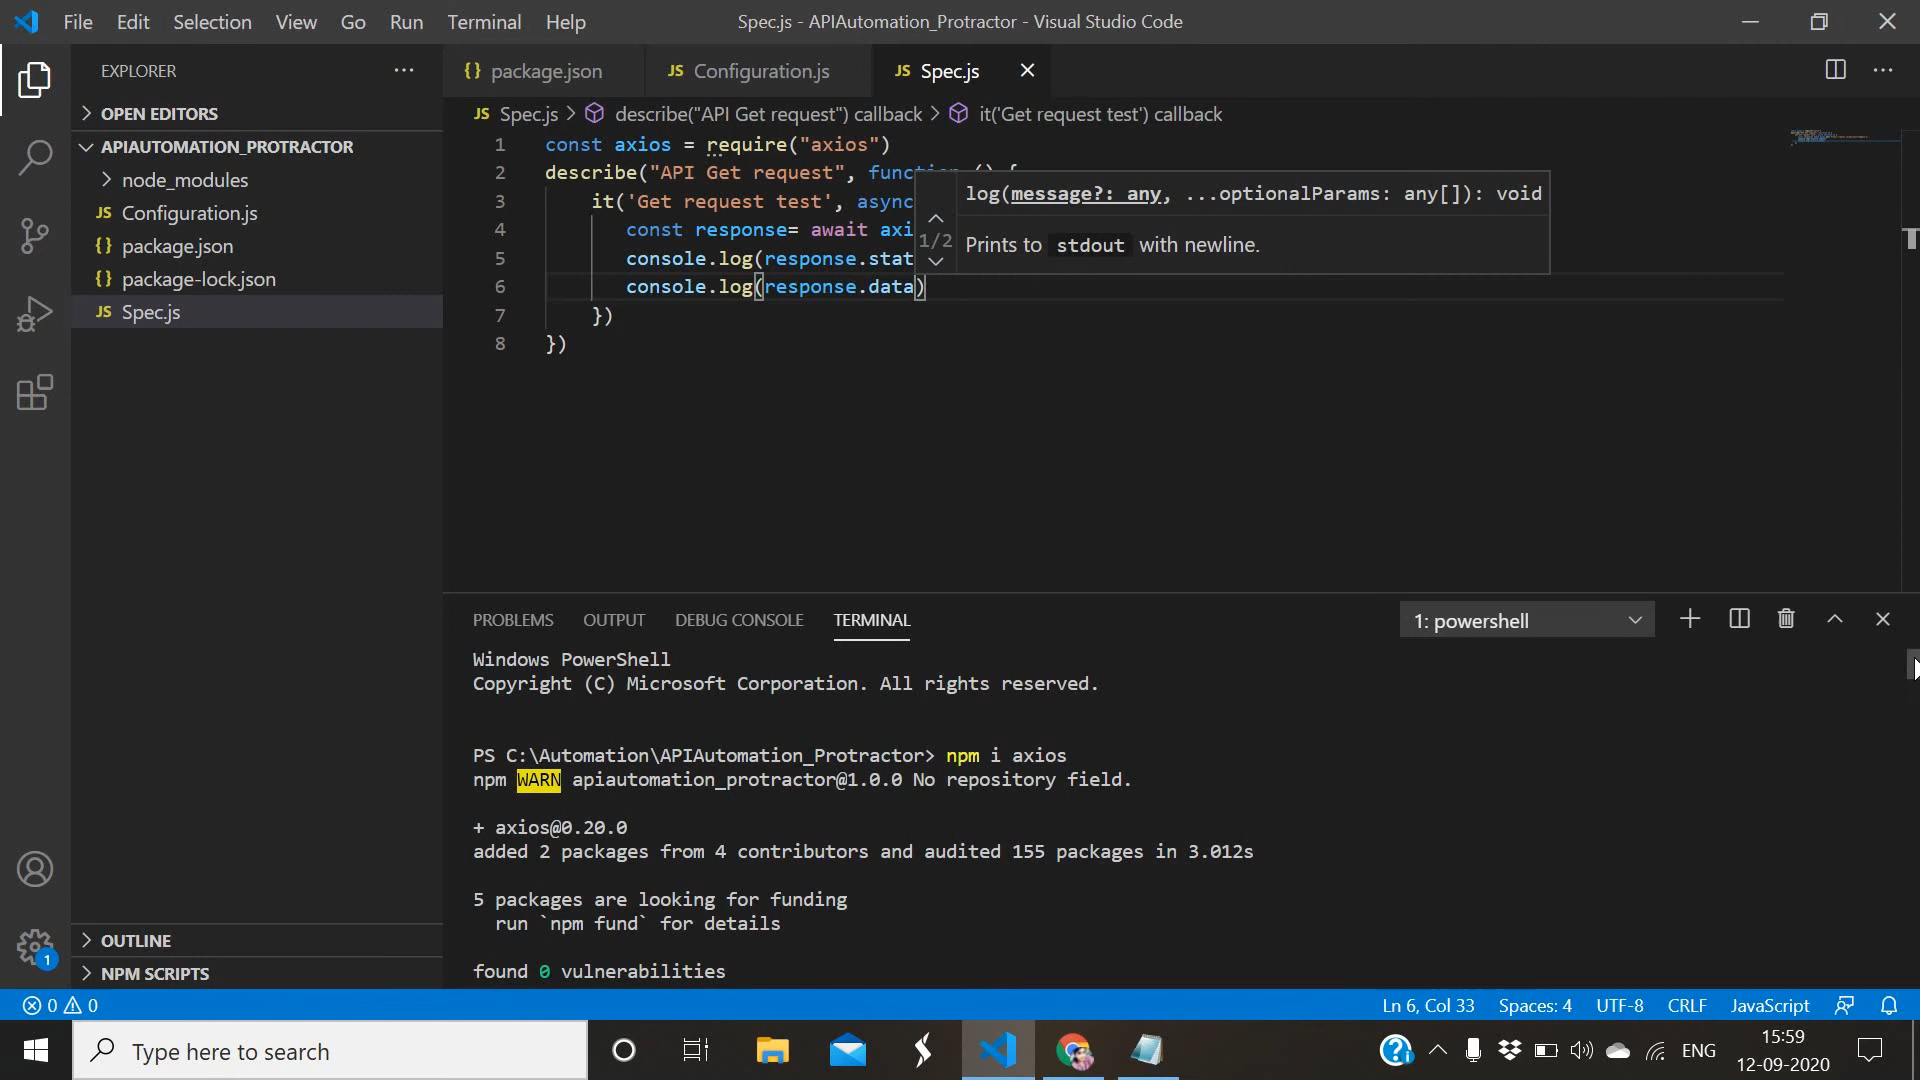 File Edit Selection View Go Run Terminal Help
Spec.js - APIAutomation_Protractor - Visual Studio Code
EXPLORER
OPEN EDITORS
APIAUTOMATION_PROTRACTOR
node_modules
JS Configuration.js
{} package.json
{} package-lock.json
JS Spec.js
OUTLINE
NPM SCRIPTS
{} package.json
JS Configuration.js
JS Spec.js
JS Spec.js > describe("API Get request") callback > it('Get request test') callback
1 const axios = require("axios")
2 describe("API Get request", function () {
3 it('Get request test', async
4 const response= await axi
5 console.log(response.stat
6 console.log(response.data)
7 })
8 })
1/2
log(message?: any, ...optionalParams: any[]): void
Prints to stdout with newline.
PROBLEMS OUTPUT DEBUG CONSOLE TERMINAL
1: powershell
Windows PowerShell
Copyright (C) Microsoft Corporation. All rights reserved.
PS C:\Automation\APIAutomation_Protractor> npm i axios
npm WARN apiautomation_protractor@1.0.0 No repository field.
+ axios@0.20.0
added 2 packages from 4 contributors and audited 155 packages in 3.012s
5 packages are looking for funding
run `npm fund` for details
found 0 vulnerabilities
1
0 0
Ln 6, Col 33 Spaces: 4 UTF-8 CRLF JavaScript
Type here to search
ENG
15:59
12-09-2020